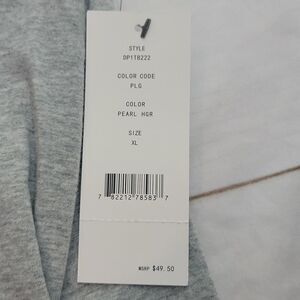 STYLE
DP1T8222
COLOR CODE
PLG
COLOR
PEARL HGR
SIZE
XL
7 82212 78583 7
MSRP $49.50